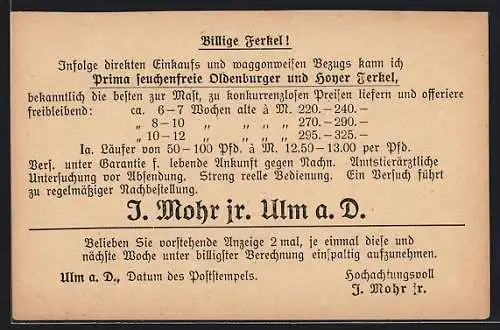 Billige Ferkel!
Infolge direkten Einkaufs und waggonweisen Bezugs kann ich
Prima seuchenfreie Oldenburger und Hoyer Ferkel,
bekanntlich die besten zur Mast, zu konkurrenzlosen Preisen liefern und offeriere
freibleibend: ca. 6–7 Wochen alte à M. 220.–240.–
„ 8–10 „ „ „ „ 270.–290.–
„ 10–12 „ „ „ „ 295.–325.–
Ia. Läufer von 50–100 Pfd. à M. 12.50–13.00 per Pfd.
Vers. unter Garantie f. lebende Ankunft gegen Nachn. Amtstierärztliche
Untersuchung vor Absendung. Streng reelle Bedienung. Ein Versuch führt
zu regelmäßiger Nachbestellung.
J. Mohr jr. Ulm a. D.
Belieben Sie vorstehende Anzeige 2 mal, je einmal diese und
nächste Woche unter billigster Berechnung einspaltig aufzunehmen.
Ulm a. D., Datum des Poststempels. Hochachtungsvoll
J. Mohr jr.